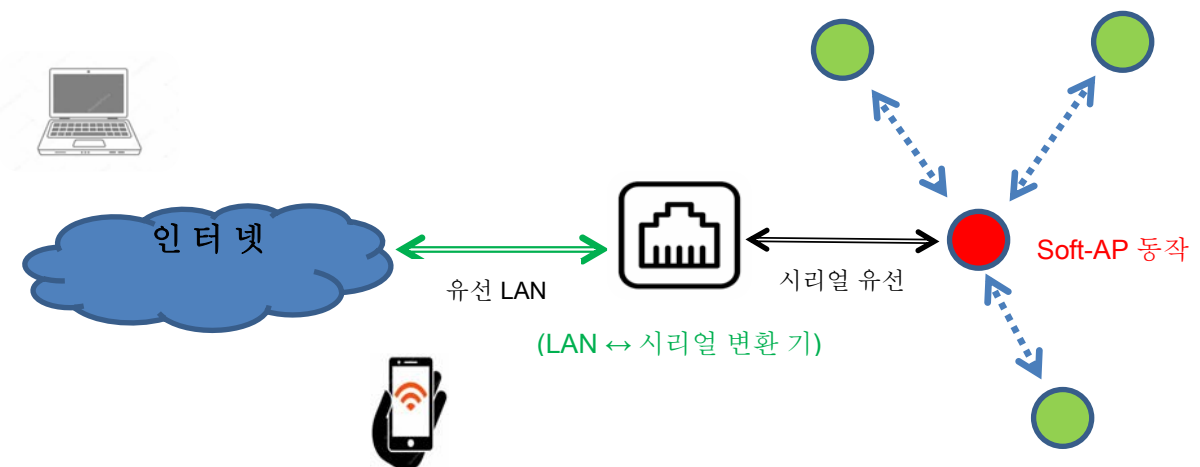 인 터 넷
유선 LAN
시리얼 유선
Soft-AP 동작
(LAN ↔ 시리얼 변환 기)